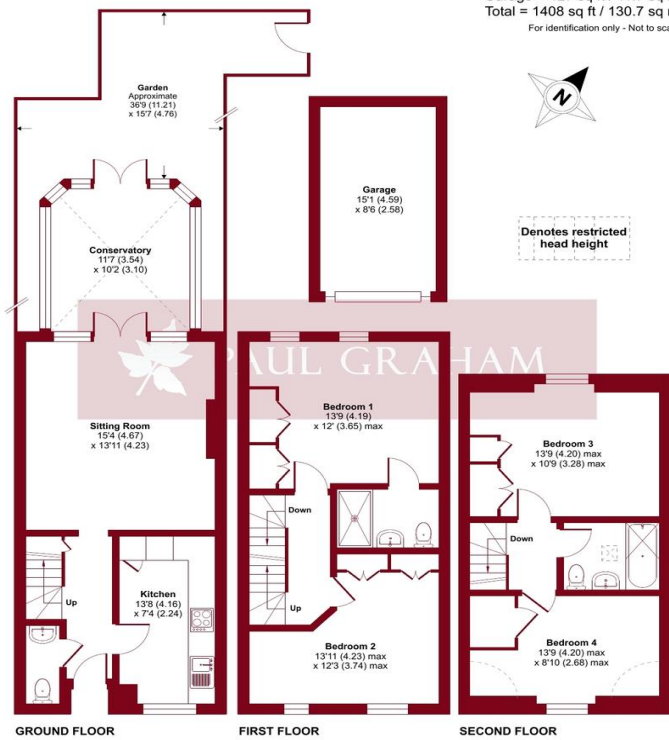 Total = 1408 sq ft / 130.7 sq
For identification only - Not to
Garden
Approximate
36'9 (11.21)
x 15'7 (4.76)
N
Garage
15'1 (4.59)
x 8'6 (2.58)
Denotes restricted
head height
Conservatory
11'7 (3.54)
x 10'2 (3.10)
PAUL GRAHAM
Sitting Room
15'4 (4.67)
x 13'11 (4.23)
Bedroom 1
13'9 (4.19)
x 12' (3.65) max
Bedroom 3
13'9 (4.20) max
x 10'9 (3.28) max
Down
Down
Up
Kitchen
13'8 (4.16)
x 7'4 (2.24)
Up
Bedroom 2
13'11 (4.23) max
x 12'3 (3.74) max
Bedroom 4
13'9 (4.20) max
x 8'10 (2.68) max
GROUND FLOOR
FIRST FLOOR
SECOND FLOOR